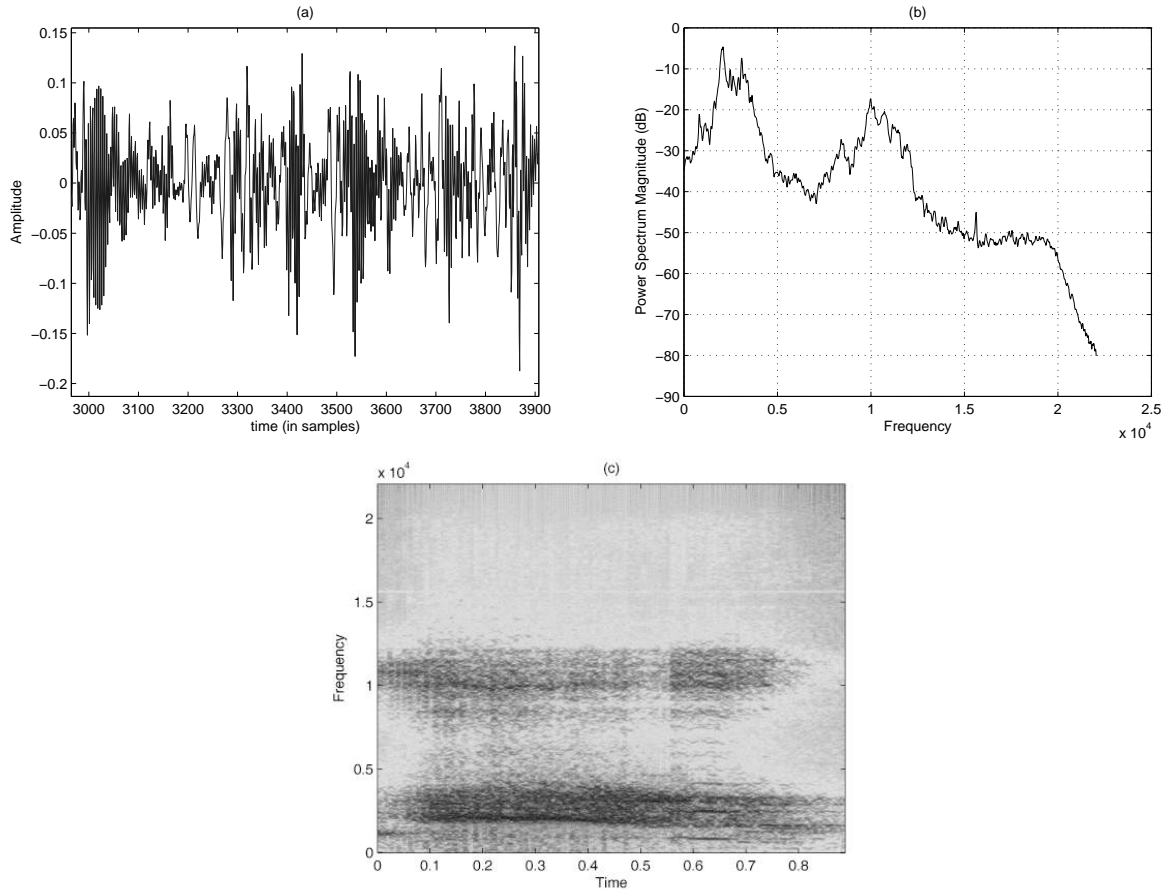 (a)
0.15
0.1
0.05
0
−0.05
−0.1
−0.15
−0.2
Amplitude
3000 3100 3200 3300 3400 3500 3600 3700 3800 3900
time (in samples)
(b)
0
−10
−20
−30
−40
−50
−60
−70
−80
−90
Power Spectrum Magnitude (dB)
0 0.5 1 1.5 2 2.5
Frequency
x 10^4
(c)
x 10^4
2
1.5
1
0.5
0
Frequency
0 0.1 0.2 0.3 0.4 0.5 0.6 0.7 0.8
Time